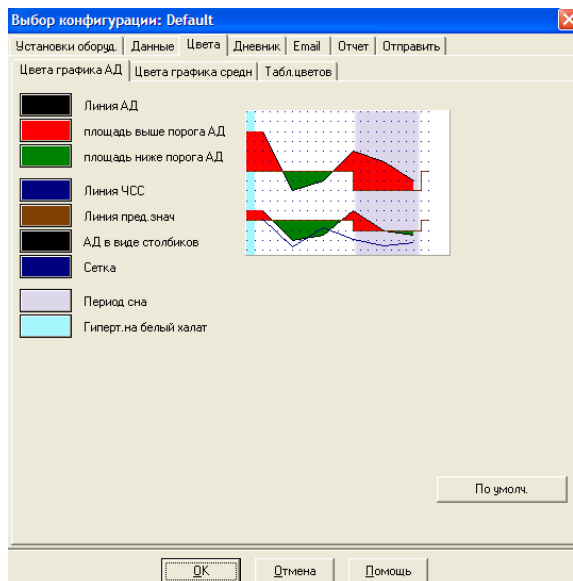 Выбор конфигурации: Default
Установки оборуд. Данные Цвета Дневник Email Отчет Отправить
Цвета графика АД Цвета графика средн Табл.цветов
Линия АД
площадь выше порога АД
площадь ниже порога АД
Линия ЧСС
Линия пред.знач
АД в виде столбиков
Сетка
Период сна
Гиперт.на белый халат
По умолч.
OK Отмена Помощь